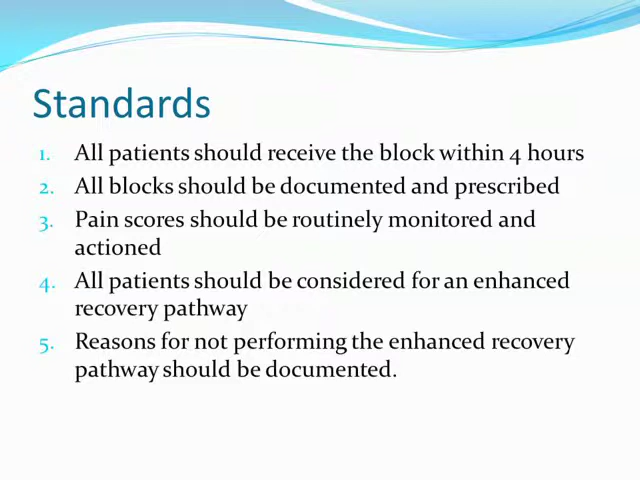 Standards
1. All patients should receive the block within 4 hours
2. All blocks should be documented and prescribed
3. Pain scores should be routinely monitored and
actioned
4. All patients should be considered for an enhanced
recovery pathway
5. Reasons for not performing the enhanced recovery
pathway should be documented.